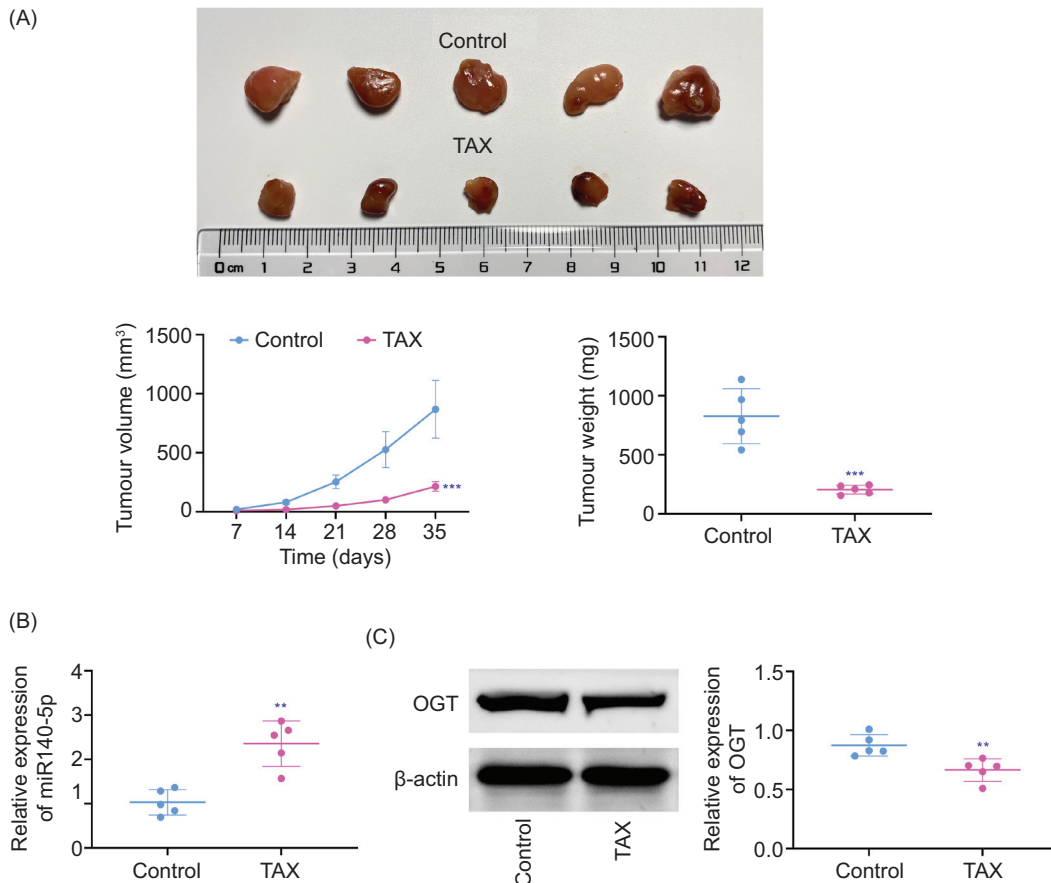 (A)
Control
TAX
0 cm 1 2 3 4 5 6 7 8 9 10 11 12
Tumour volume (mm³)
1500
1000
500
0
Control
TAX
***
7 14 21 28 35
Time (days)
Tumour weight (mg)
1500
1000
500
0
***
Control TAX
(B)
Relative expression
of miR140-5p
4
3
2
1
0
**
Control TAX
(C)
OGT
β-actin
Control
TAX
Relative expression
of OGT
1.5
1.0
0.5
0.0
**
Control TAX